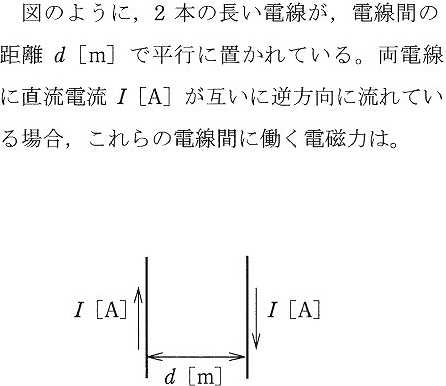 図のように，2 本の長い電線が，電線間の
距離 d［m］で平行に置かれている。両電線
に直流電流 I［A］が互いに逆方向に流れてい
る場合，これらの電線間に働く電磁力は。
I［A］
I［A］
d［m］